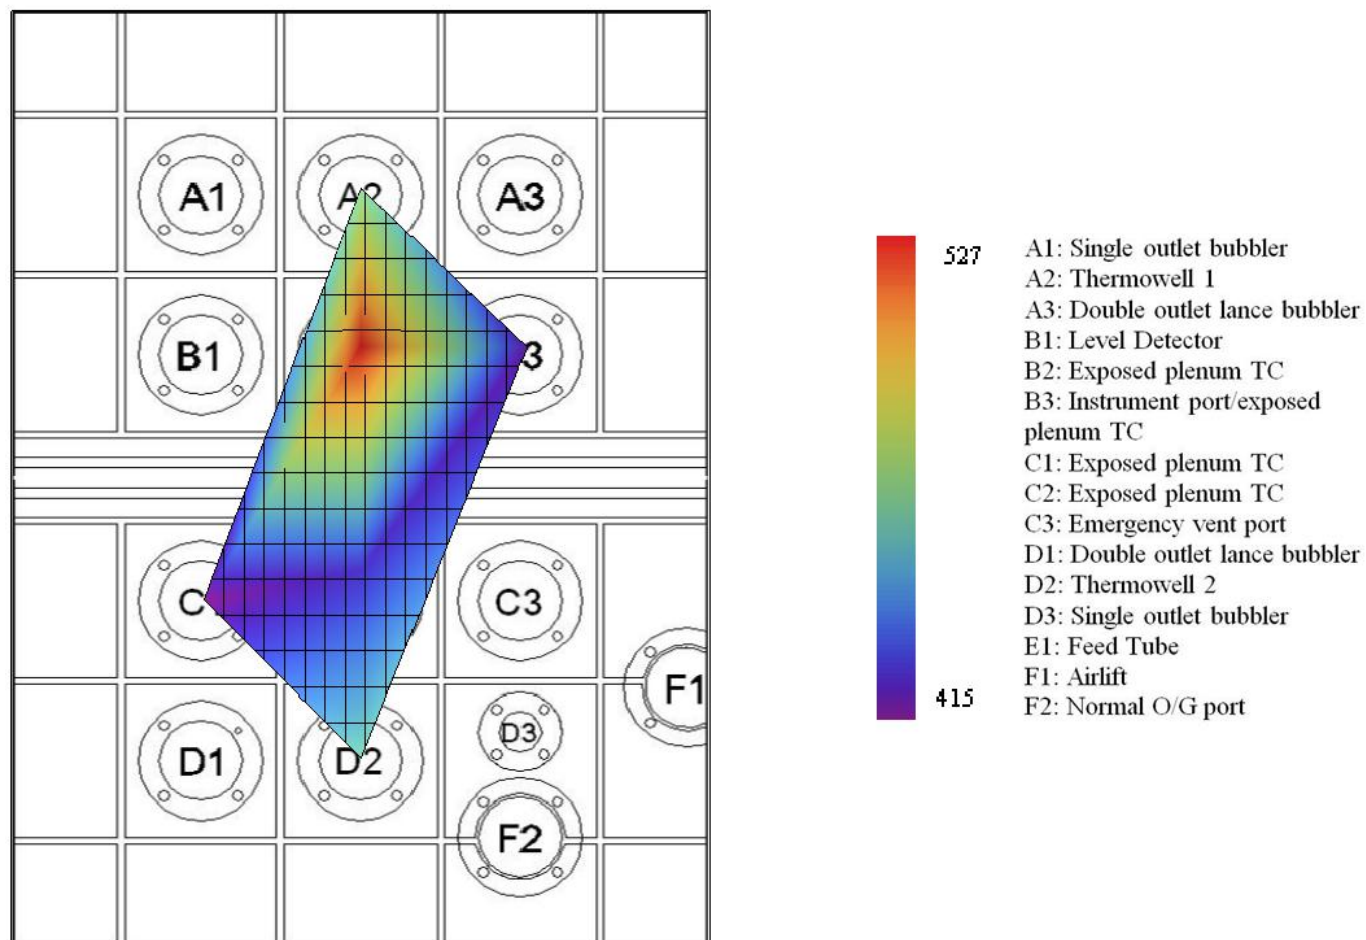 A1
A2
A3
B1
3
C
C3
F1
D1
D2
D3
F2
527
415
A1: Single outlet bubbler
A2: Thermowell 1
A3: Double outlet lance bubbler
B1: Level Detector
B2: Exposed plenum TC
B3: Instrument port/exposed
plenum TC
C1: Exposed plenum TC
C2: Exposed plenum TC
C3: Emergency vent port
D1: Double outlet lance bubbler
D2: Thermowell 2
D3: Single outlet bubbler
E1: Feed Tube
F1: Airlift
F2: Normal O/G port